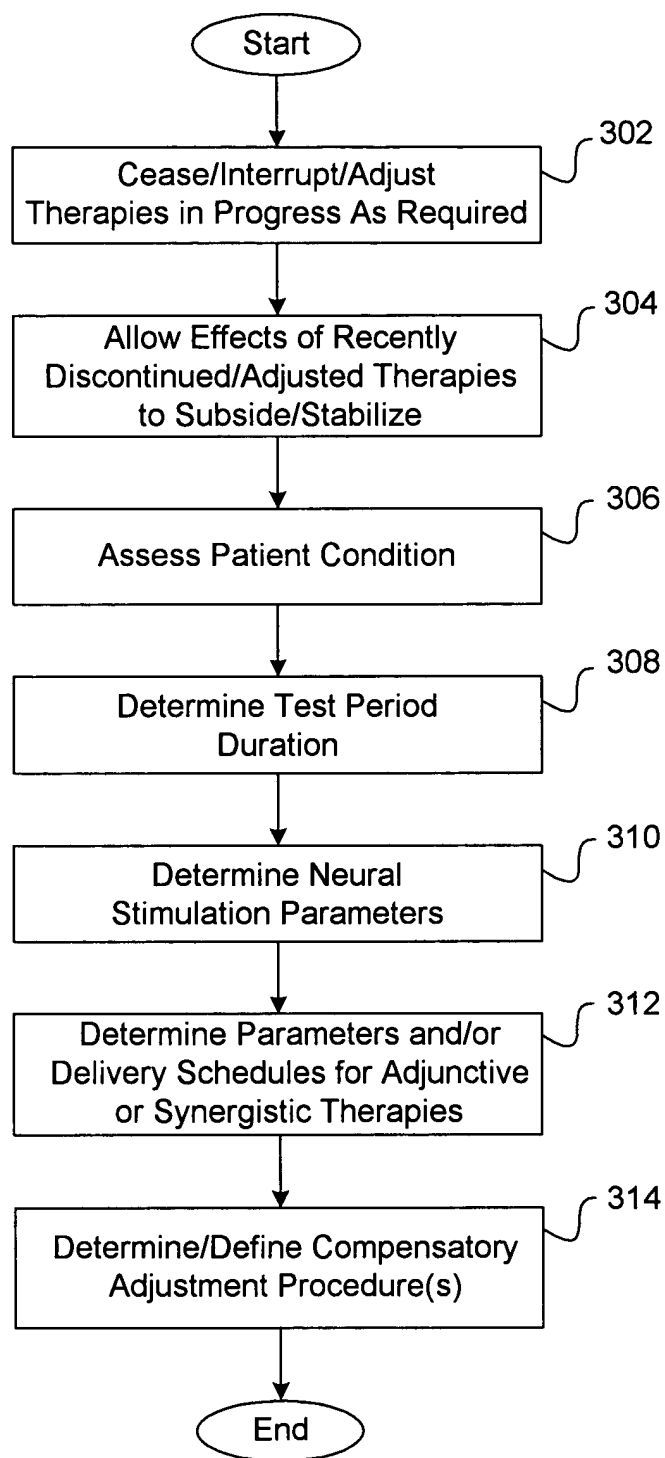 Start
302
Cease/Interrupt/Adjust
Therapies in Progress As Required
304
Allow Effects of Recently
Discontinued/Adjusted Therapies
to Subside/Stabilize
306
Assess Patient Condition
308
Determine Test Period
Duration
310
Determine Neural
Stimulation Parameters
312
Determine Parameters and/or
Delivery Schedules for Adjunctive
or Synergistic Therapies
314
Determine/Define Compensatory
Adjustment Procedure(s)
End